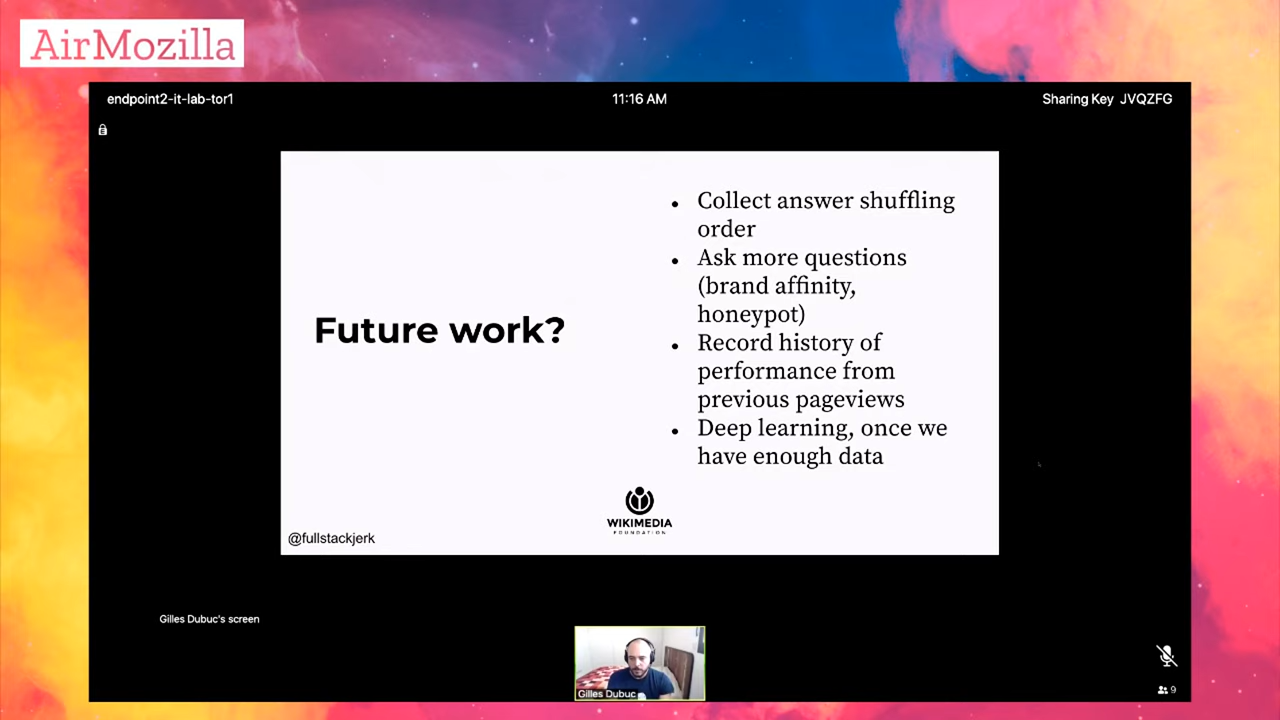 AirMozilla
endpoint2-it-lab-tor1
11:16 AM
Sharing Key JVQZFG
Future work?
• Collect answer shuffling
order
• Ask more questions
(brand affinity,
honeypot)
• Record history of
performance from
previous pageviews
• Deep learning, once we
have enough data
WIKIMEDIA
FOUNDATION
@fullstackjerk
Gilles Dubuc's screen
Gilles Dubuc
9